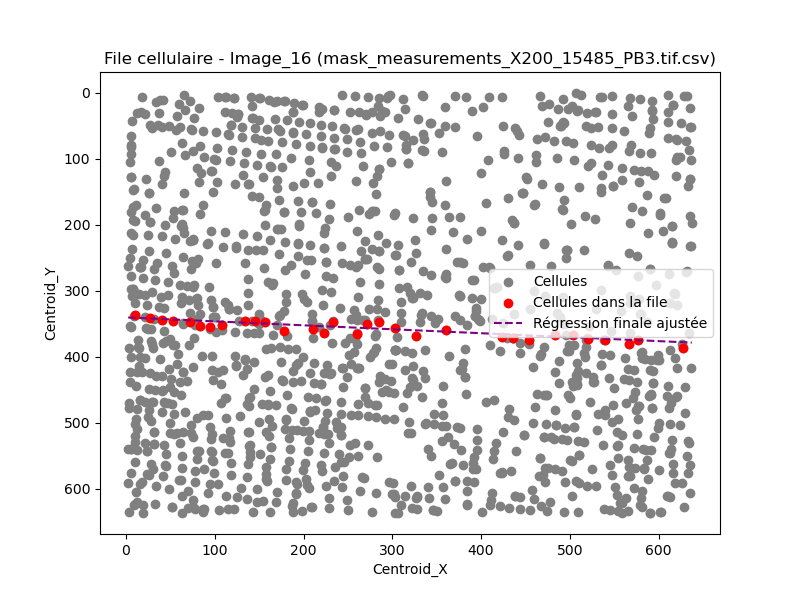 File cellulaire - Image_16 (mask_measurements_X200_15485_PB3.tif.csv)
0
100
200
300
400
500
600
Centroid_Y
Cellules
Cellules dans la file
Régression finale ajustée
0 100 200 300 400 500 600
Centroid_X